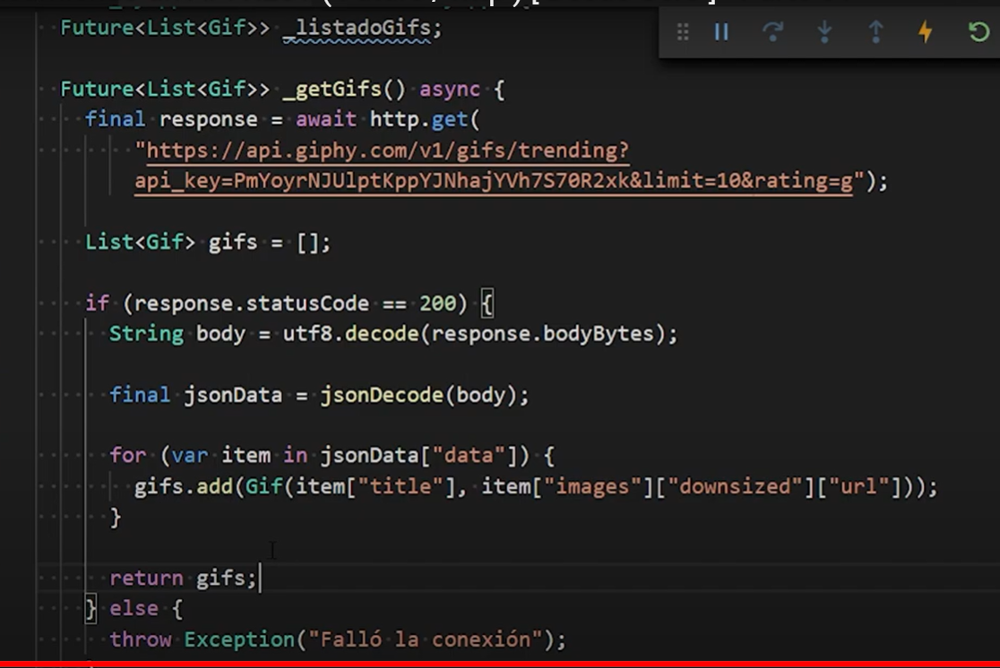 Future<List<Gif>> _listadoGifs;
Future<List<Gif>> _getGifs() async {
final response = await http.get(
"https://api.giphy.com/v1/gifs/trending?
api_key=PmYoyrNJUlptKppYJNhajYVh7S70R2xk&limit=10&rating=g");
List<Gif> gifs = [];
if (response.statusCode == 200) {
String body = utf8.decode(response.bodyBytes);
final jsonData = jsonDecode(body);
for (var item in jsonData["data"]) {
gifs.add(Gif(item["title"], item["images"]["downsized"]["url"]));
}
return gifs;
} else {
throw Exception("Falló la conexión");